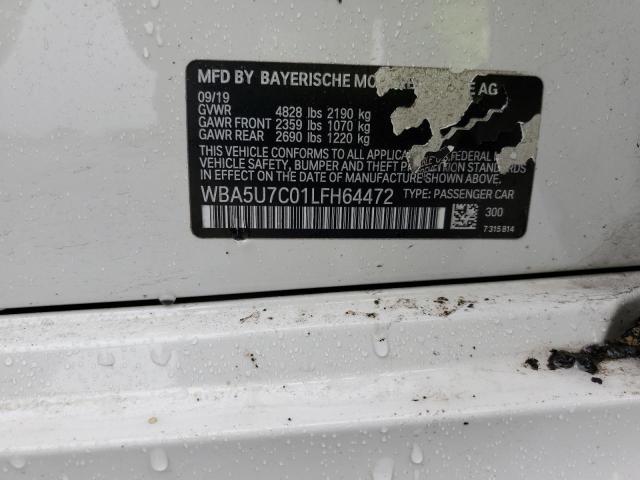 MFD BY BAYERISCHE AG
09/19
GVWR 4828 lbs 2190 kg
GAWR FRONT 2359 lbs 1070 kg
GAWR REAR 2690 lbs 1220 kg
THIS VEHICLE CONFORMS TO ALL FEDERAL
VEHICLE SAFETY, BUMPER AND THEFT
STANDARDS IN EFFECT ON THE DATE OF
MANUFACTURE SHOWN ABOVE.
WBA5U7C01LFH64472 TYPE: PASSENGER CAR
300
7 315 814